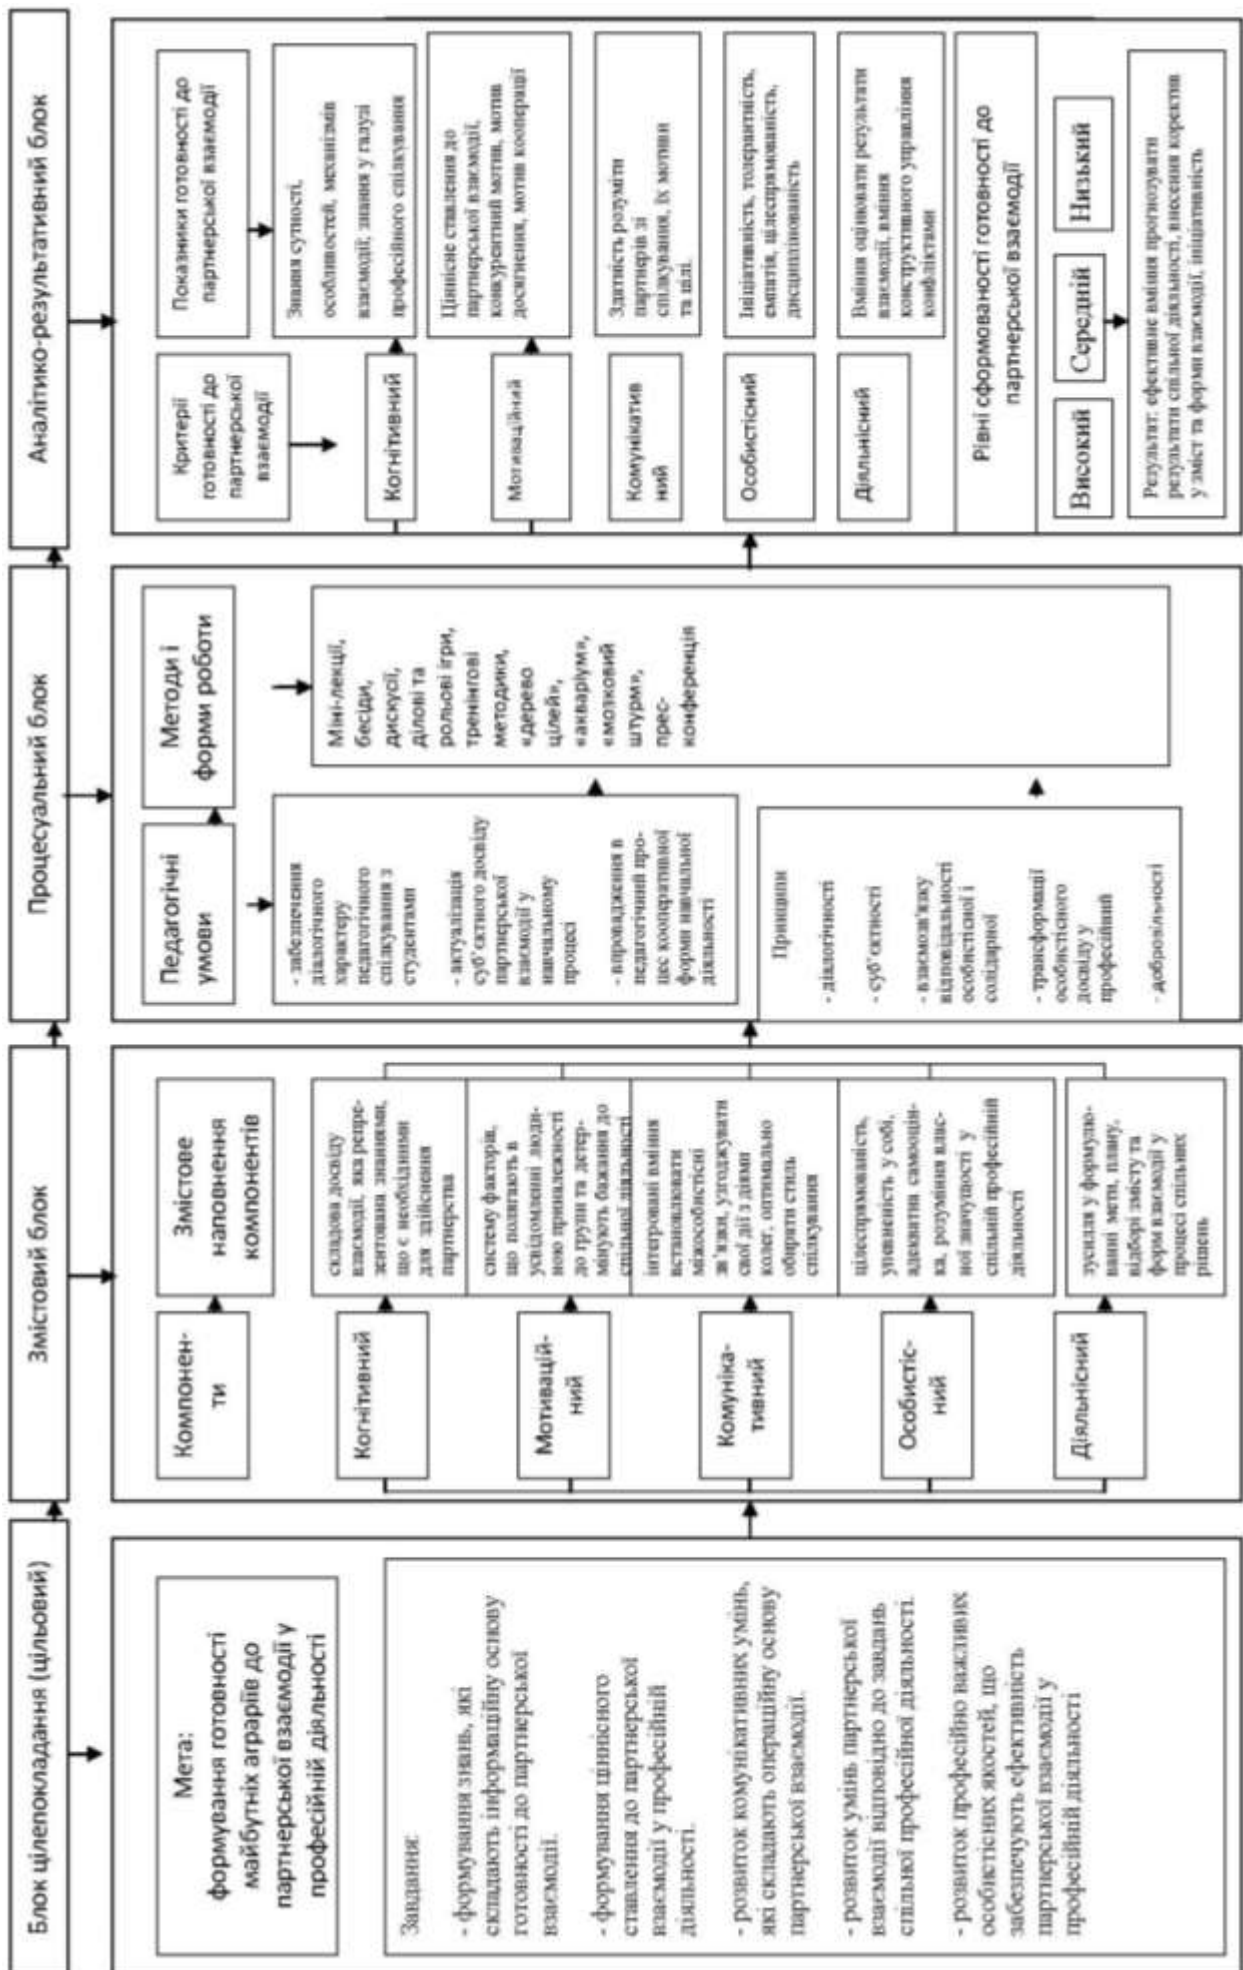 Блок цілепокладання (цільовий)
Мета:
формування готовності
майбутніх аграріїв до
партнерської взаємодії у
професійній діяльності
Завдання:
- формування знань, які
складають інформаційну основу
готовності до партнерської
взаємодії.
- формування ціннісного
ставлення до партнерської
взаємодії у професійній
діяльності.
- розвиток комунікативних умінь,
які складають операційну основу
партнерської взаємодії.
- розвиток умінь партнерської
взаємодії відповідно до завдань
спільної професійної діяльності.
- розвиток професійно важливих
особистісних якостей, що
забезпечують ефективність
партнерської взаємодії у
професійній діяльності
Змістовий блок
Компонен-
ти
Змістове
наповнення
компонентів
Когнітивний
складова досвіду
взаємодії, яка репре-
зентована знаннями,
що є необхідними
для здійснення
партнерства
Мотивацій-
ний
систему факторів,
що полягають в
усвідомленні люди-
ною приналежності
до групи та детер-
мінують бажання до
спільної діяльності
Комуніка-
тивний
інтегровані вміння
встановлювати
міжособистісні
зв'язки, узгоджувати
свої дії з діями
колег, оптимально
обирати стиль
спілкування
Особистіс-
ний
цілеспрямованість,
упевненість у собі,
адекватна самооцін-
ка, розуміння влас-
ної значущості у
спільній професійній
діяльності
Діяльнісний
зусилля у формулю-
ванні мети, плану,
відборі змісту та
форм взаємодії у
процесі спільних
рішень
Процесуальний блок
Педагогічні
умови
Методи і
форми роботи
- забезпечення
діалогічного
характеру
педагогічного
спілкування з
студентами
- актуалізація
суб'єктного досвіду
партнерської
взаємодії у
навчальному
процесі
- впровадження в
педагогічний про-
цес кооперативної
форми навчальної
діяльності
Міні-лекції,
бесіди,
дискусії,
ділові та
рольові ігри,
тренінгові
методики,
«дерево
цілей»,
«акваріум»,
«мозковий
штурм»,
прес-
конференція
Принципи
- діалогічності
- суб'єктності
- взаємозв'язку
відповідальності
особистісної і
солідарної
- трансформації
особистісного
досвіду у
професійний
- добровільності
Аналітико-результативний блок
Критерії
готовності до
партнерської
взаємодії
Показники готовності до
партнерської взаємодії
Когнітивний
Знання сутності,
особливостей, механізмів
взаємодії, знання у галузі
професійного спілкування
Мотиваційний
Ціннісне ставлення до
партнерської взаємодії,
конкурентний мотив, мотив
досягнення, мотив кооперації
Комунікатив
ний
Здатність розуміти
партнерів зі
спілкування, їх мотиви
та цілі.
Особистісний
Ініціативність, толерантність,
емпатія, цілеспрямованість,
дисциплінованість
Діяльнісний
Вміння оцінювати результати
взаємодії, вміння
конструктивного управління
конфліктами
Рівні сформованості готовності до
партнерської взаємодії
Високий
Середній
Низький
Результат: ефективне вміння прогнозувати
результати спільної діяльності, внесення коректив
у зміст та форми взаємодії, ініціативність